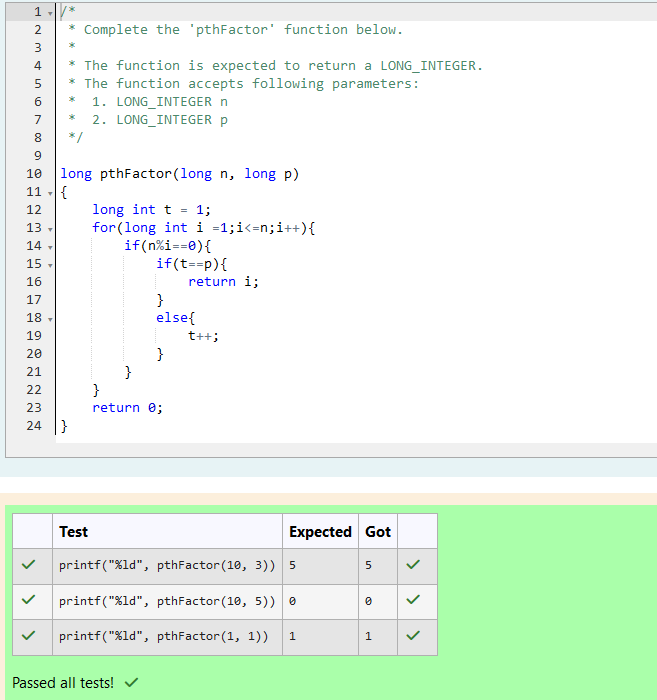 1 /*
2  * Complete the 'pthFactor' function below.
3  *
4  * The function is expected to return a LONG_INTEGER.
5  * The function accepts following parameters:
6  *  1. LONG_INTEGER n
7  *  2. LONG_INTEGER p
8  */
9
10 long pthFactor(long n, long p)
11 {
12     long int t = 1;
13     for(long int i =1;i<=n;i++){
14         if(n%i==0){
15             if(t==p){
16                 return i;
17             }
18             else{
19                 t++;
20             }
21         }
22     }
23     return 0;
24 }
Test Expected Got
printf("%ld", pthFactor(10, 3)) 5 5
printf("%ld", pthFactor(10, 5)) 0 0
printf("%ld", pthFactor(1, 1)) 1 1
Passed all tests!